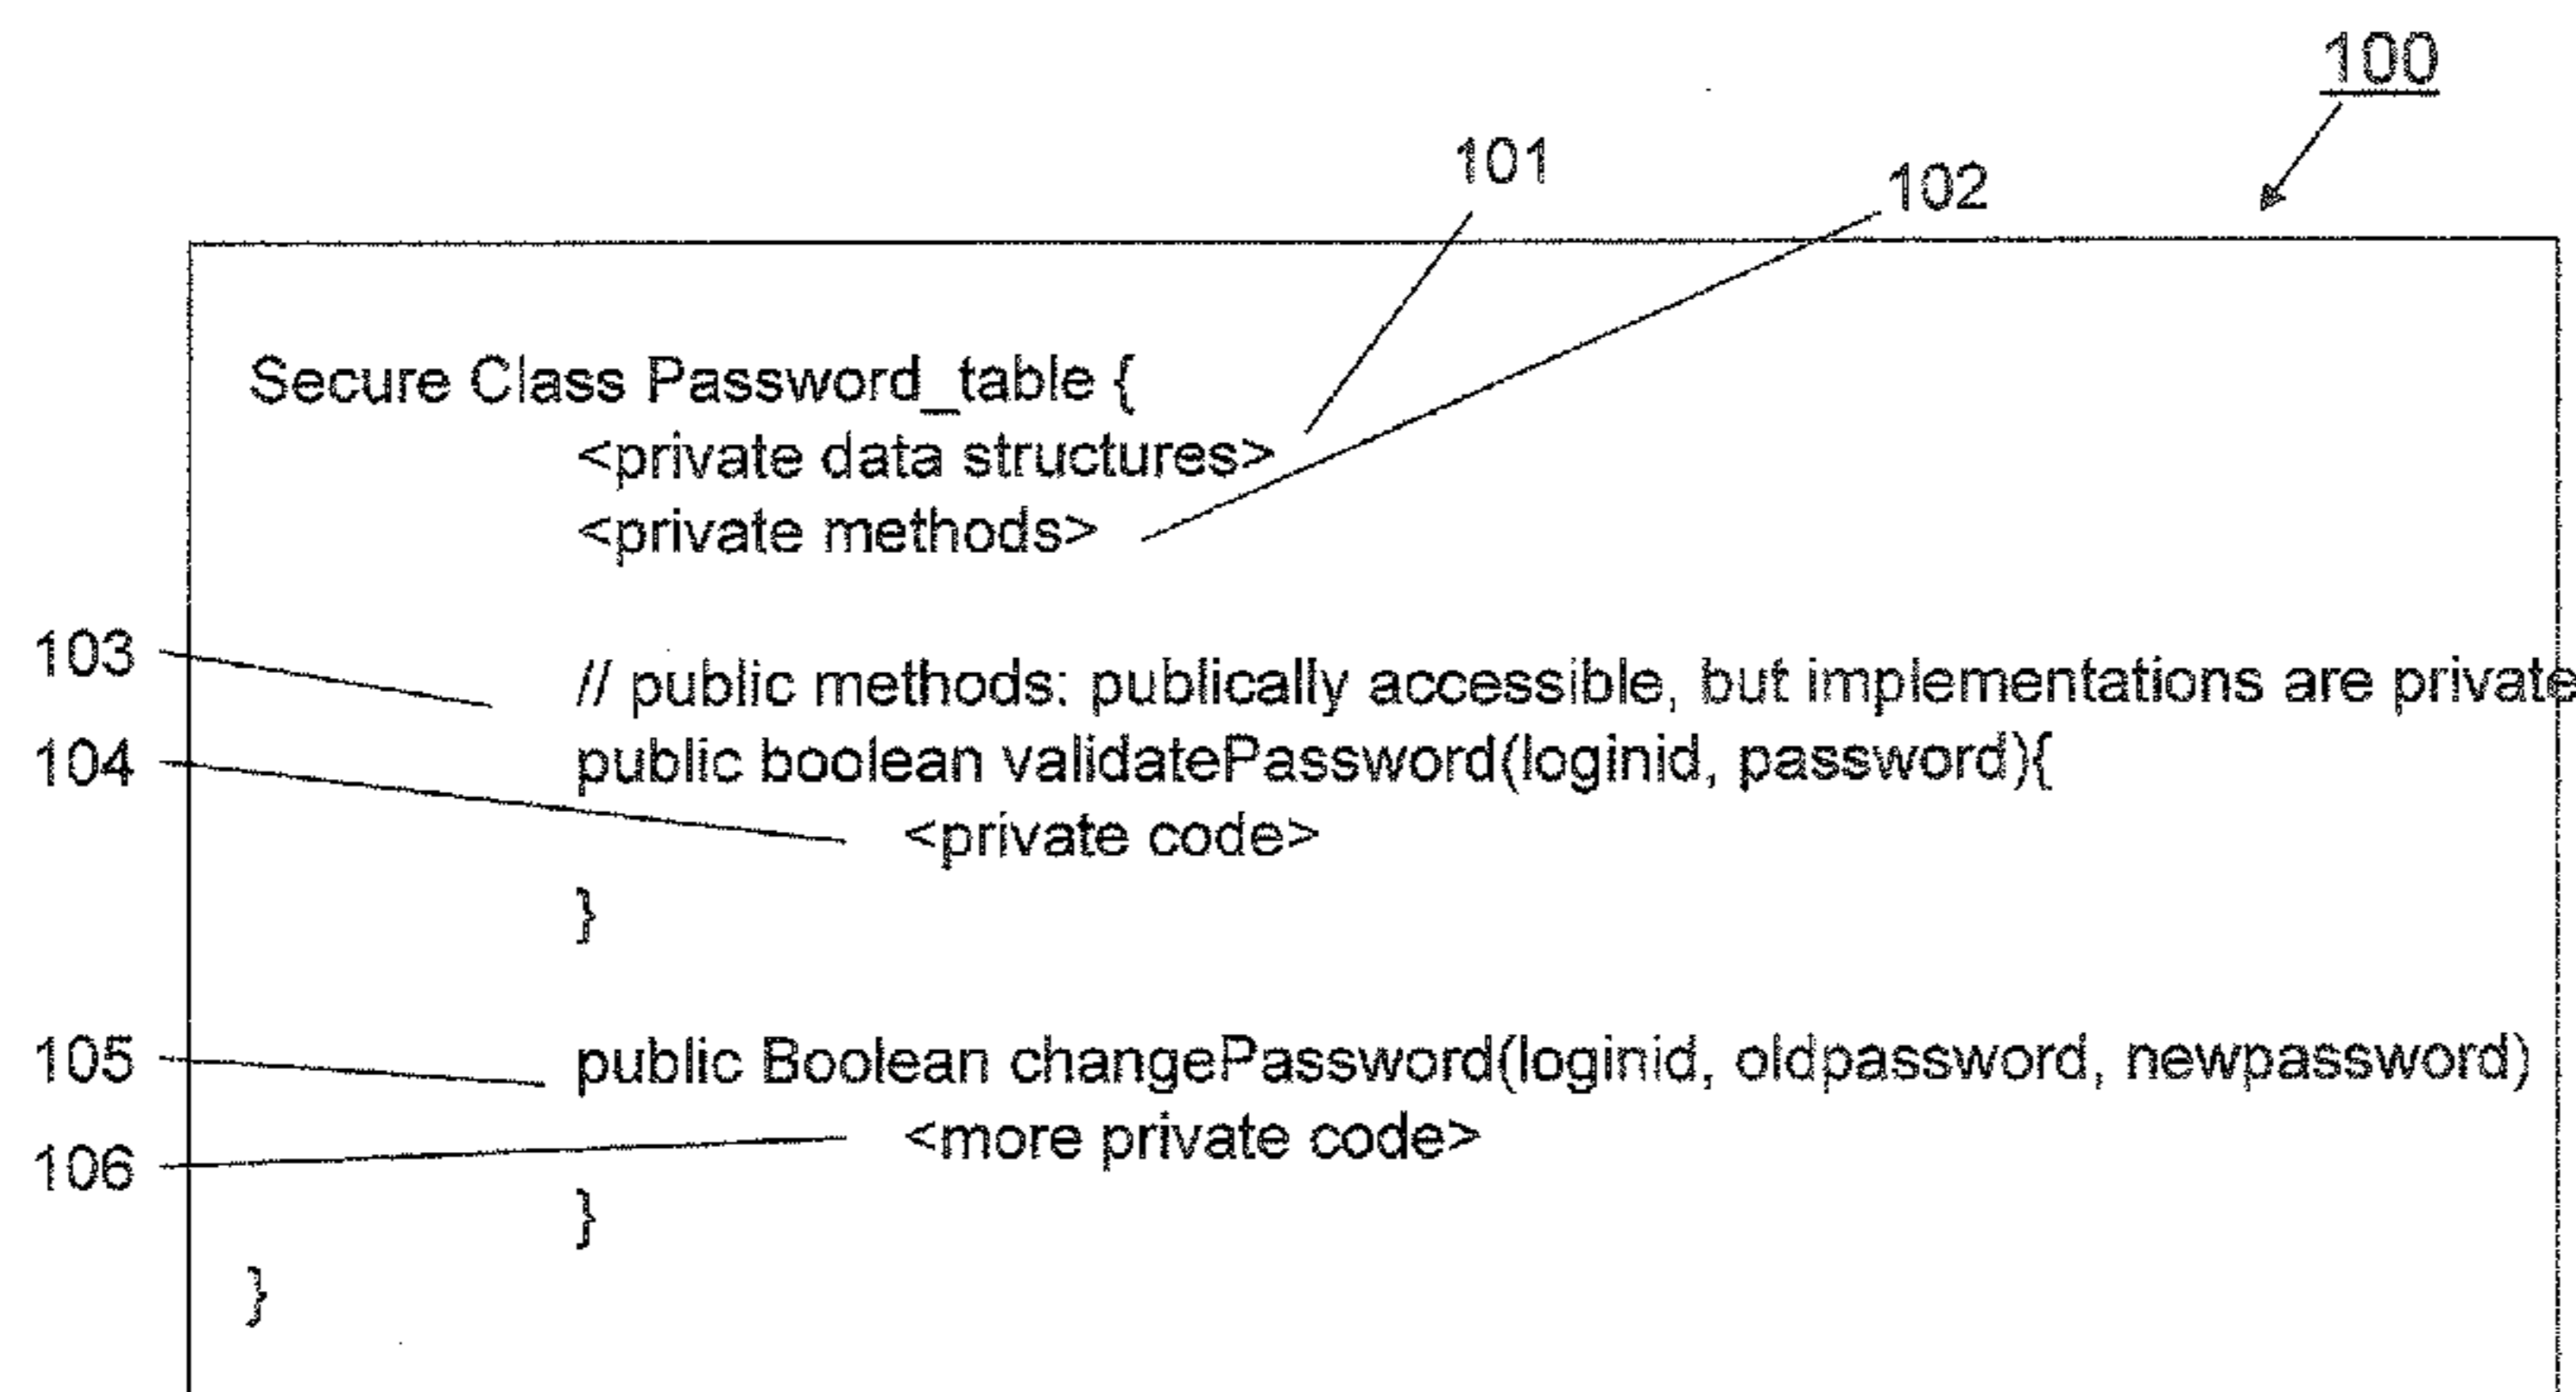 100
101
102
Secure Class Password_table {
<private data structures>
<private methods>
103
// public methods: publically accessible, but implementations are private
104
public boolean validatePassword(loginid, password){
<private code>
}
105
public Boolean changePassword(loginid, oldpassword, newpassword)
106
<more private code>
}
}